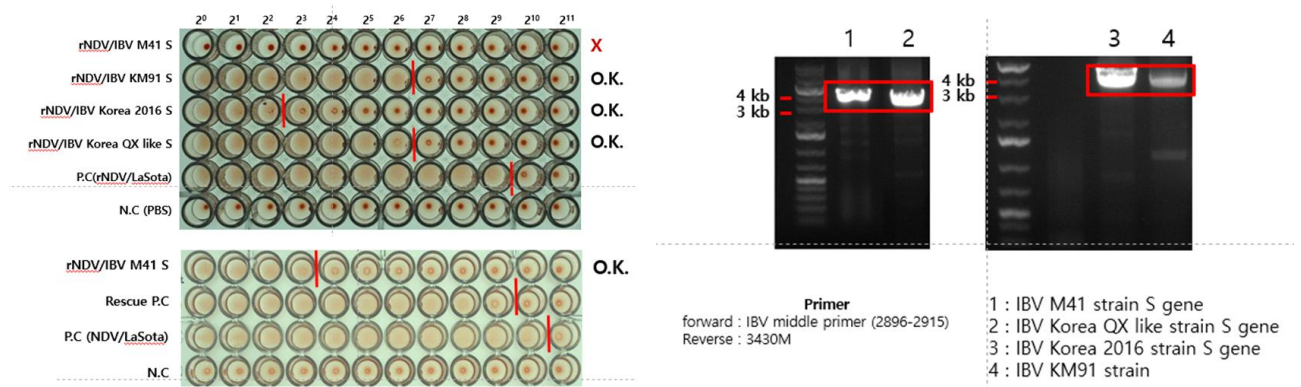 2⁰ 2¹ 2² 2³ 2⁴ 2⁵ 2⁶ 2⁷ 2⁸ 2⁹ 2¹⁰ 2¹¹
rNDV/IBV M41 S X
rNDV/IBV KM91 S O.K.
rNDV/IBV Korea 2016 S O.K.
rNDV/IBV Korea QX like S O.K.
P.C(rNDV/LaSota)
N.C (PBS)
rNDV/IBV M41 S O.K.
Rescue P.C
P.C (NDV/LaSota)
N.C
1 2
4 kb
3 kb
3 4
4 kb
3 kb
Primer
forward : IBV middle primer (2896-2915)
Reverse : 3430M
1 : IBV M41 strain S gene
2 : IBV Korea QX like strain S gene
3 : IBV Korea 2016 strain S gene
4 : IBV KM91 strain